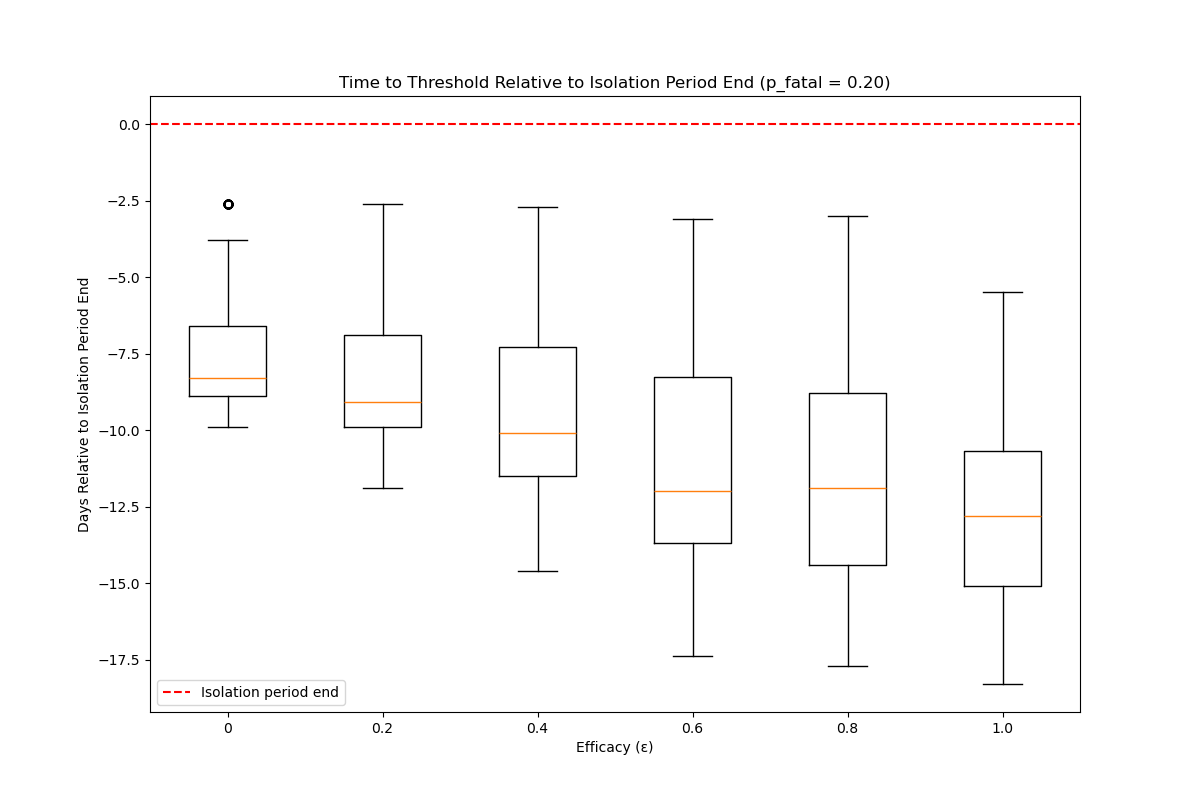 Time to Threshold Relative to Isolation Period End (p_fatal = 0.20)
Days Relative to Isolation Period End
0.0
−2.5
−5.0
−7.5
−10.0
−12.5
−15.0
−17.5
Isolation period end
0 0.2 0.4 0.6 0.8 1.0
Efficacy (ε)